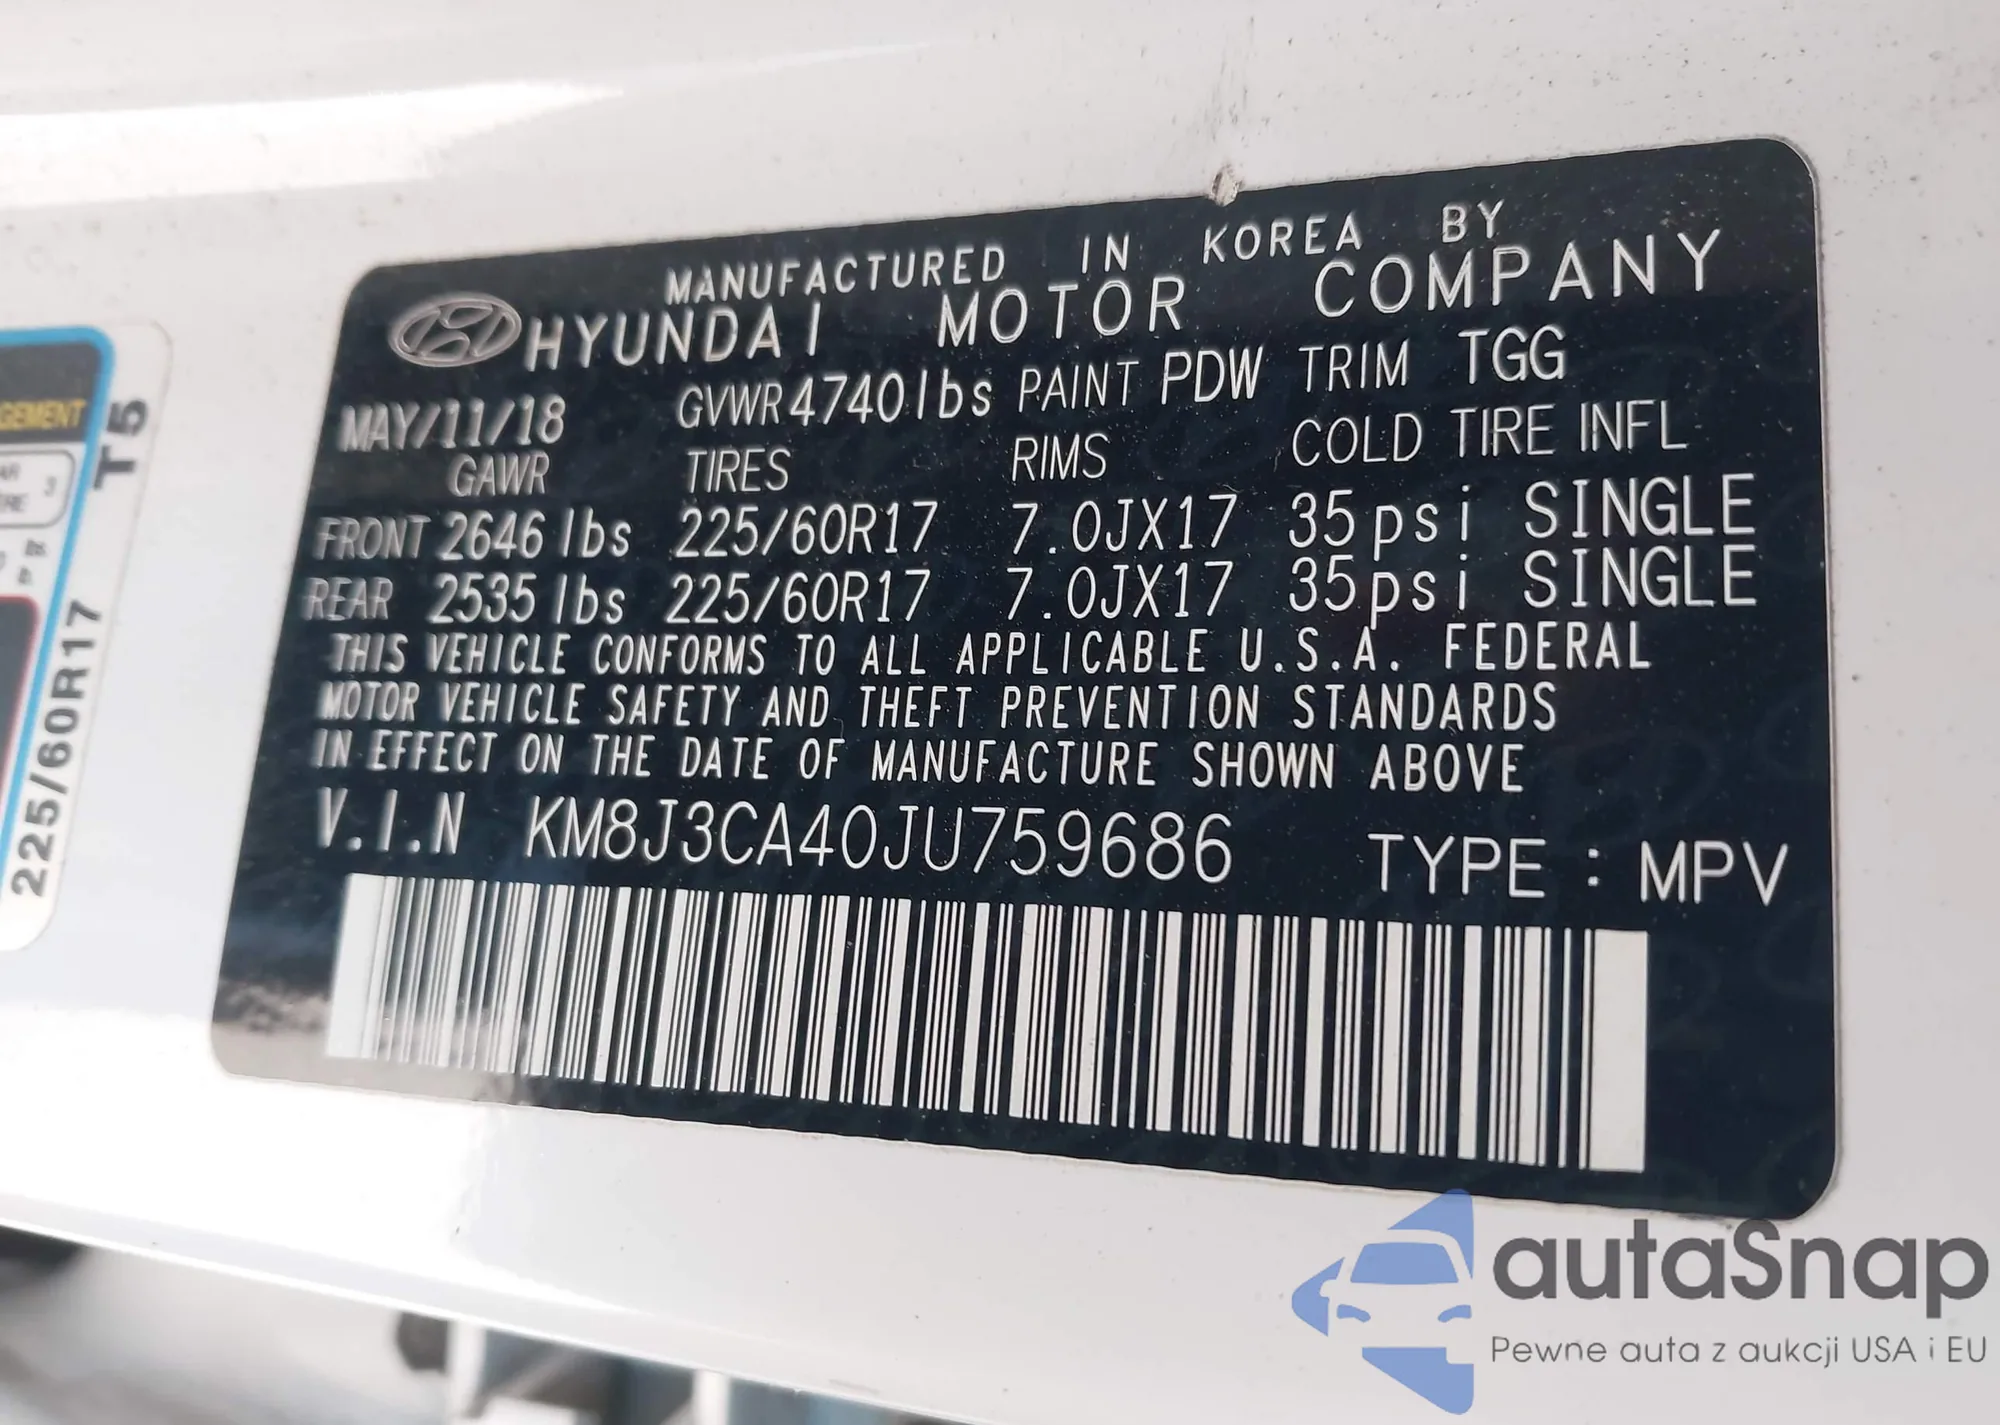 MANUFACTURED IN KOREA BY
HYUNDAI MOTOR COMPANY
MAY/11/18 GVWR 4740lbs PAINT PDW TRIM TGG
GAWR TIRES RIMS COLD TIRE INFL
FRONT 2646 lbs 225/60R17 7.0JX17 35psi SINGLE
REAR 2535 lbs 225/60R17 7.0JX17 35psi SINGLE
THIS VEHICLE CONFORMS TO ALL APPLICABLE U.S.A. FEDERAL
MOTOR VEHICLE SAFETY AND THEFT PREVENTION STANDARDS
IN EFFECT ON THE DATE OF MANUFACTURE SHOWN ABOVE
V.I.N KM8J3CA40JU759686 TYPE : MPV
T5
225/60R17
3
lbs.
autaSnap
Pewne auta z aukcji USA i EU